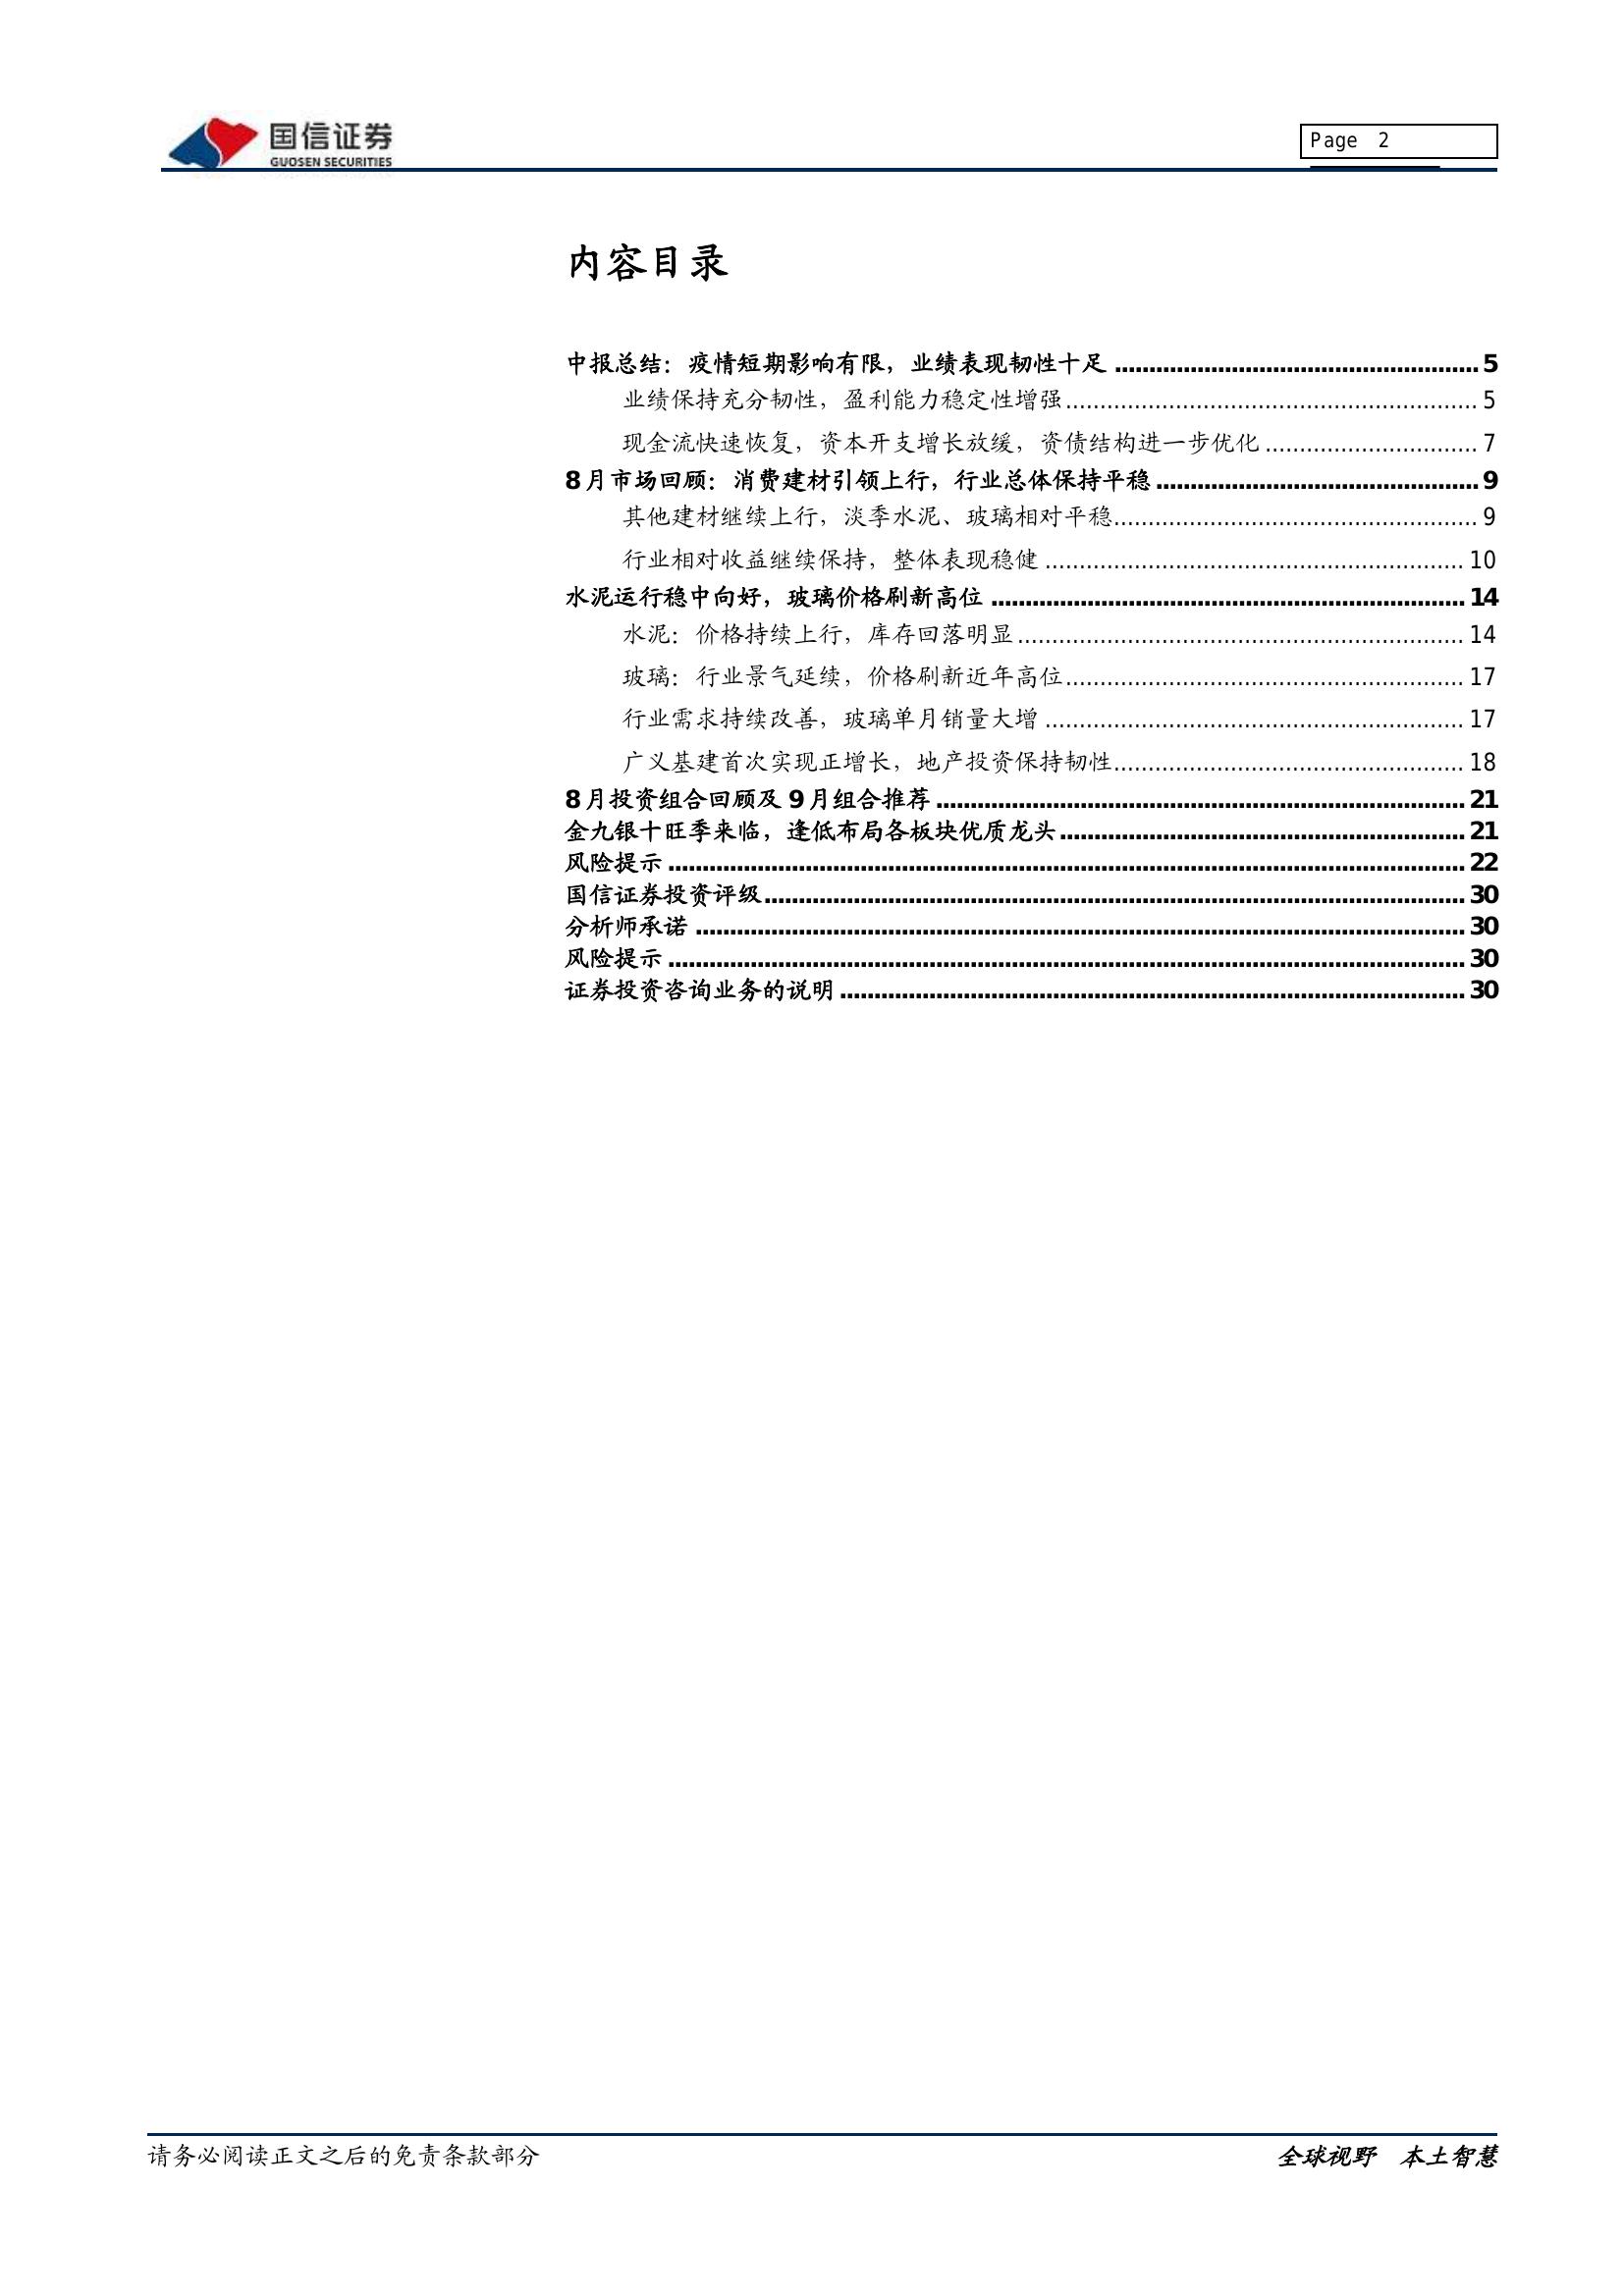 国信证券
GUOSEN SECURITIES
Page 2
内容目录
中报总结：疫情短期影响有限，业绩表现韧性十足 ..................................................... 5
业绩保持充分韧性，盈利能力稳定性增强............................................................ 5
现金流快速恢复，资本开支增长放缓，资债结构进一步优化 ............................... 7
8月市场回顾：消费建材引领上行，行业总体保持平稳 ............................................... 9
其他建材继续上行，淡季水泥、玻璃相对平稳..................................................... 9
行业相对收益继续保持，整体表现稳健 ............................................................. 10
水泥运行稳中向好，玻璃价格刷新高位 ..................................................................... 14
水泥：价格持续上行，库存回落明显................................................................. 14
玻璃：行业景气延续，价格刷新近年高位.......................................................... 17
行业需求持续改善，玻璃单月销量大增 ............................................................. 17
广义基建首次实现正增长，地产投资保持韧性................................................... 18
8月投资组合回顾及 9月组合推荐 ............................................................................. 21
金九银十旺季来临，逢低布局各板块优质龙头........................................................... 21
风险提示 .................................................................................................................... 22
国信证券投资评级...................................................................................................... 30
分析师承诺 ................................................................................................................ 30
风险提示 .................................................................................................................... 30
证券投资咨询业务的说明 ........................................................................................... 30
请务必阅读正文之后的免责条款部分
全球视野 本土智慧